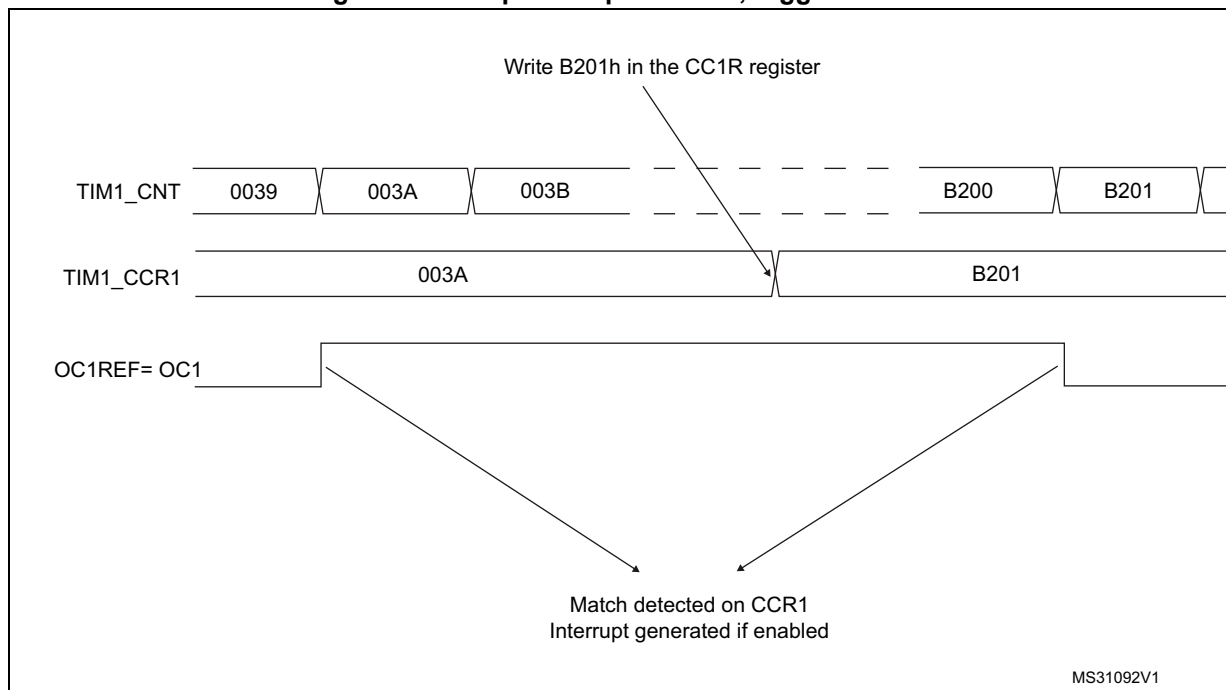 Write B201h in the CC1R register
TIM1_CNT 0039 003A 003B B200 B201
TIM1_CCR1 003A B201
OC1REF= OC1
Match detected on CCR1
Interrupt generated if enabled
MS31092V1